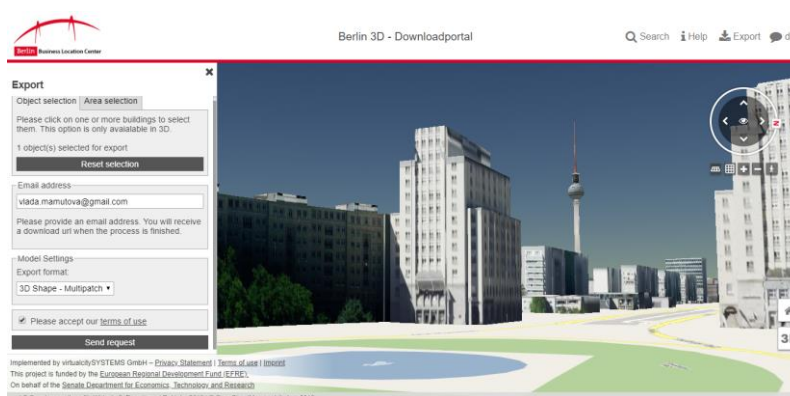 Berlin Business Location Center
Berlin 3D - Downloadportal
Search Help Export d
Export
Object selection Area selection
Please click on one or more buildings to select
them. This option is only avaialable in 3D.
1 object(s) selected for export
Reset selection
Email address
vlada.mamutova@gmail.com
Please provide an email address. You will receive
a download url when the process is finished.
Model Settings
Export format:
3D Shape - Multipatch
Please accept our terms of use
Send request
N
3
Implemented by virtualcitySYSTEMS GmbH – Privacy Statement | Terms of use | Imprint
This project is funded by the European Regional Development Fund (EFRE).
On behalf of the Senate Department for Economics, Technology and Research